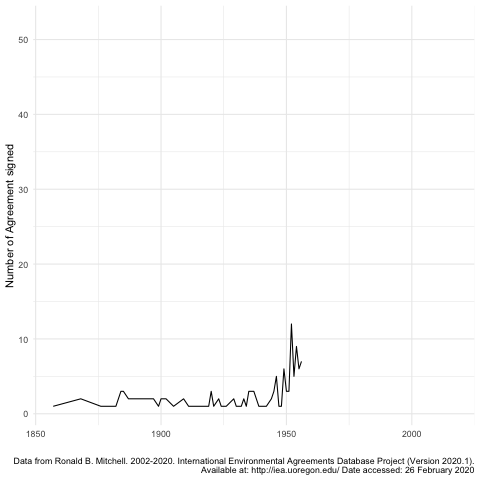 50
40
30
20
10
0
Number of Agreement signed
1850 1900 1950 2000
Data from Ronald B. Mitchell. 2002-2020. International Environmental Agreements Database Project (Version 2020.1).
Available at: http://iea.uoregon.edu/ Date accessed: 26 February 2020